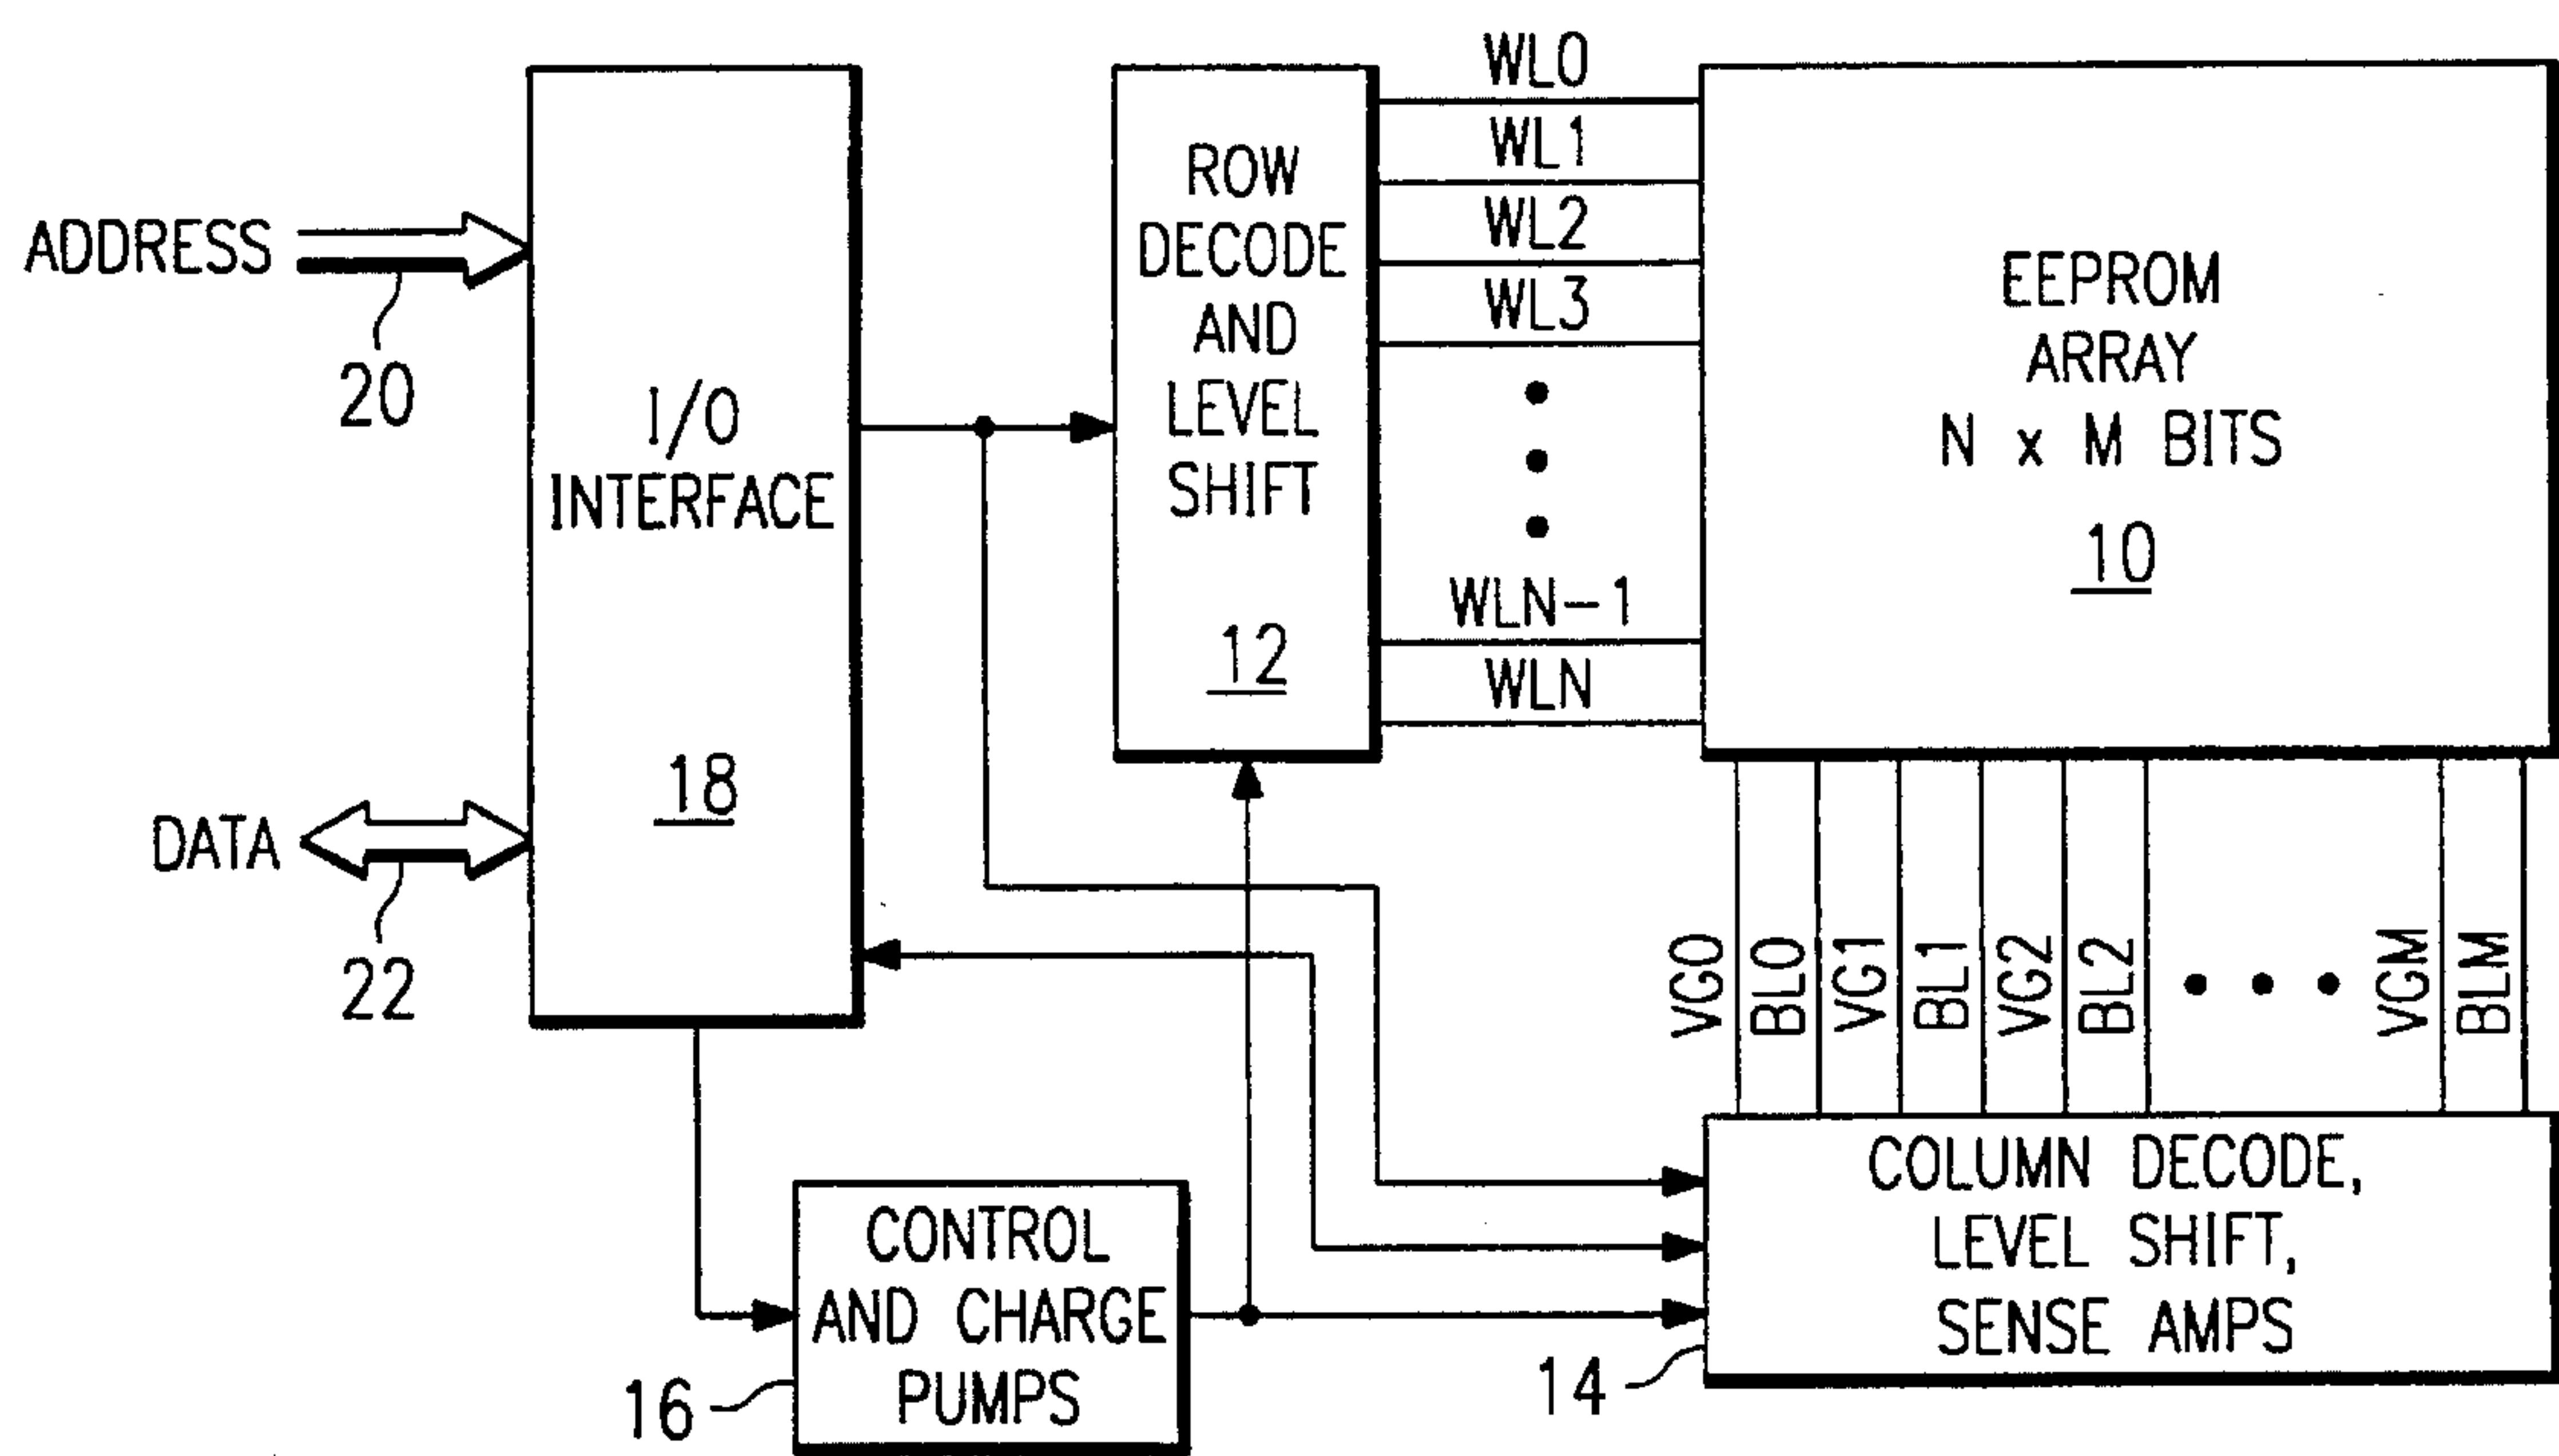 ADDRESS
20
DATA
22
I/O
INTERFACE
18
ROW
DECODE
AND
LEVEL
SHIFT
12
WL0
WL1
WL2
WL3
WLN-1
WLN
EEPROM
ARRAY
N x M BITS
10
VG0
BL0
VG1
BL1
VG2
BL2
VGM
BLM
CONTROL
AND CHARGE
PUMPS
16
COLUMN DECODE,
LEVEL SHIFT,
SENSE AMPS
14